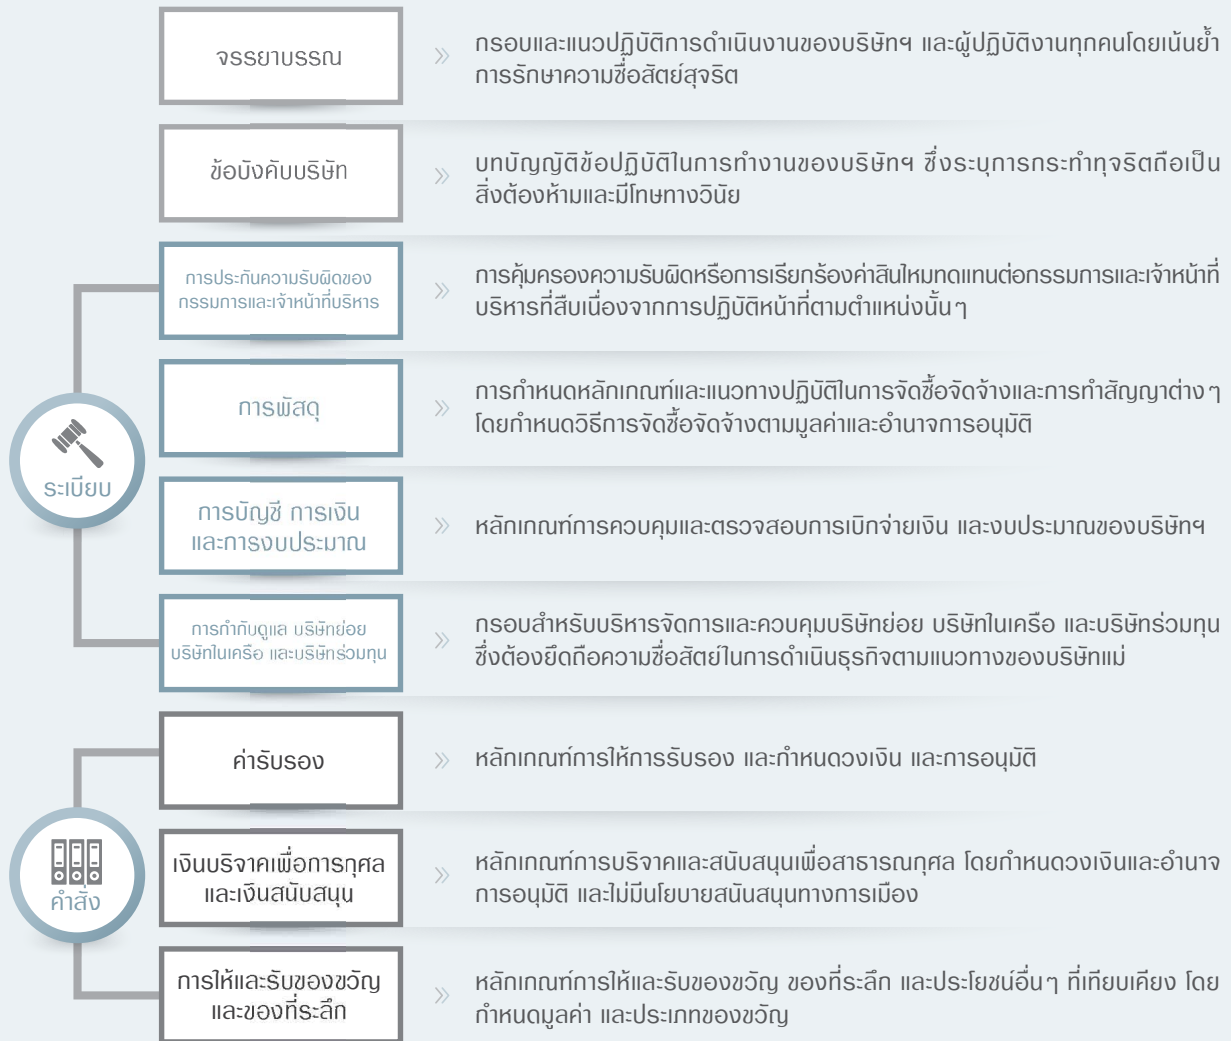 จรรยาบรรณ
กรอบและแนวปฏิบัติการดำเนินงานของบริษัทฯ และผู้ปฏิบัติงานทุกคนโดยเน้นย้ำ
การรักษาความซื่อสัตย์สุจริต
ข้อบังคับบริษัท
บทบัญญัติข้อปฏิบัติในการทำงานของบริษัทฯ ซึ่งระบุการกระทำทุจริตถือเป็น
สิ่งต้องห้ามและมีโทษทางวินัย
ระเบียบ
การประกันความรับผิดของ
กรรมการและเจ้าหน้าที่บริหาร
การคุ้มครองความรับผิดหรือการเรียกร้องค่าสินไหมทดแทนต่อกรรมการและเจ้าหน้าที่
บริหารที่สืบเนื่องจากการปฏิบัติหน้าที่ตามตำแหน่งนั้นๆ
การพัสดุ
การกำหนดหลักเกณฑ์และแนวทางปฏิบัติในการจัดซื้อจัดจ้างและการทำสัญญาต่างๆ
โดยกำหนดวิธีการจัดซื้อจัดจ้างตามมูลค่าและอำนาจการอนุมัติ
การบัญชี การเงิน
และการงบประมาณ
หลักเกณฑ์การควบคุมและตรวจสอบการเบิกจ่ายเงิน และงบประมาณของบริษัทฯ
การกำกับดูแล บริษัทย่อย
บริษัทในเครือ และบริษัทร่วมทุน
กรอบสำหรับบริหารจัดการและควบคุมบริษัทย่อย บริษัทในเครือ และบริษัทร่วมทุน
ซึ่งต้องยึดถือความซื่อสัตย์ในการดำเนินธุรกิจตามแนวทางของบริษัทแม่
คำสั่ง
ค่ารับรอง
หลักเกณฑ์การให้การรับรอง และกำหนดวงเงิน และการอนุมัติ
เงินบริจาคเพื่อการกุศล
และเงินสนับสนุน
หลักเกณฑ์การบริจาคและสนับสนุนเพื่อสาธารณกุศล โดยกำหนดวงเงินและอำนาจ
การอนุมัติ และไม่มีนโยบายสนันสนุนทางการเมือง
การให้และรับของขวัญ
และของที่ระลึก
หลักเกณฑ์การให้และรับของขวัญ ของที่ระลึก และประโยชน์อื่นๆ ที่เทียบเคียง โดย
กำหนดมูลค่า และประเภทของขวัญ